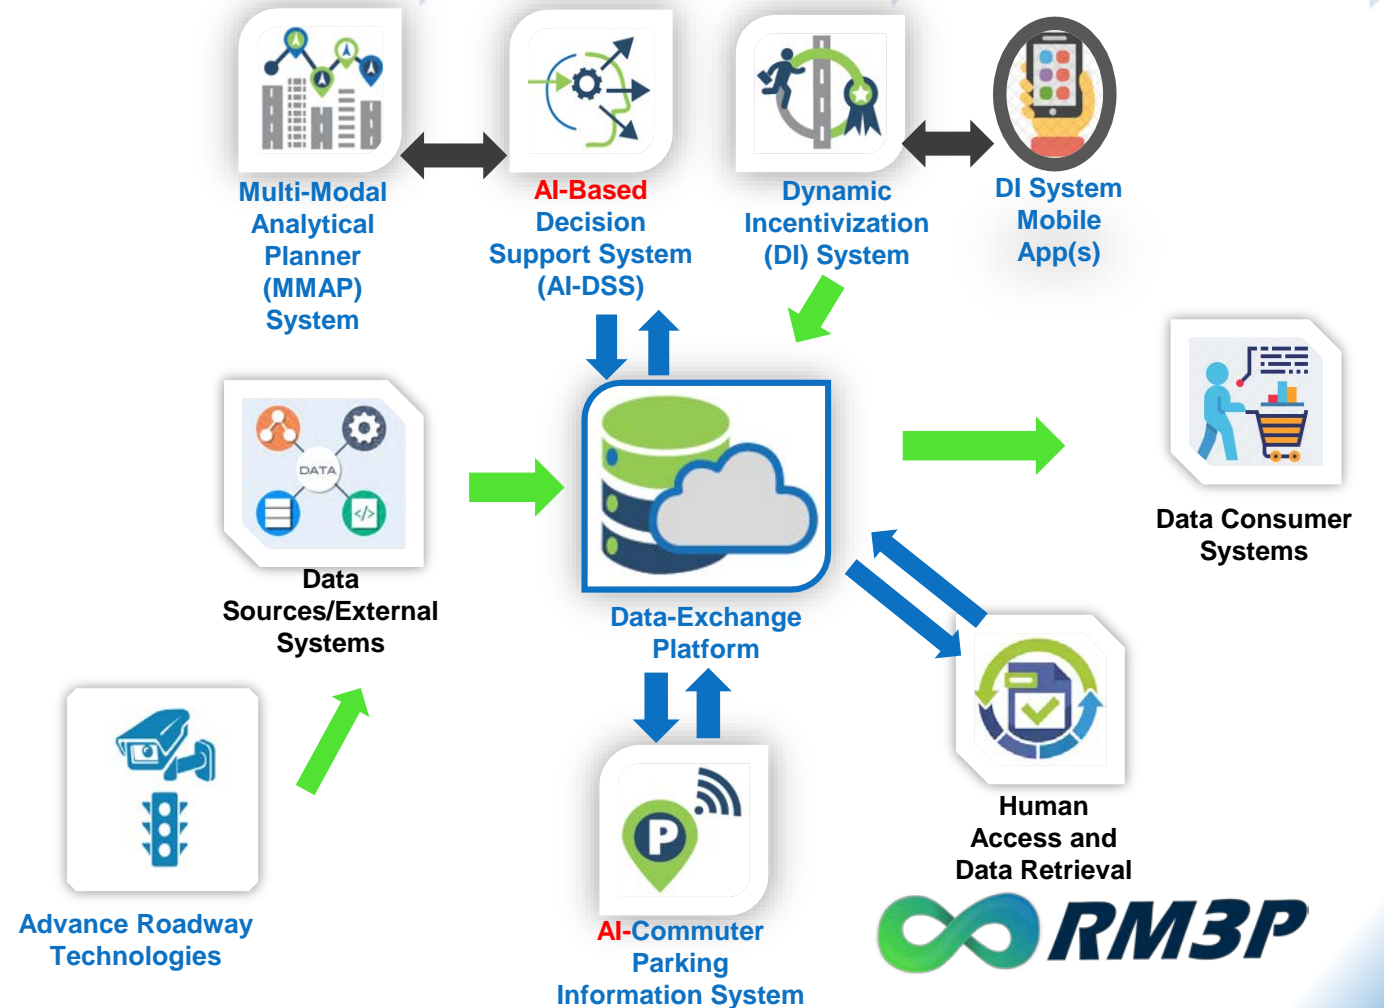 Multi-Modal
Analytical
Planner
(MMAP)
System
AI-Based
Decision
Support System
(AI-DSS)
Dynamic
Incentivization
(DI) System
DI System
Mobile
App(s)
DATA
</>
Data
Sources/External
Systems
Data-Exchange
Platform
Data Consumer
Systems
Advance Roadway
Technologies
P
AI-Commuter
Parking
Information System
Human
Access and
Data Retrieval
RM3P